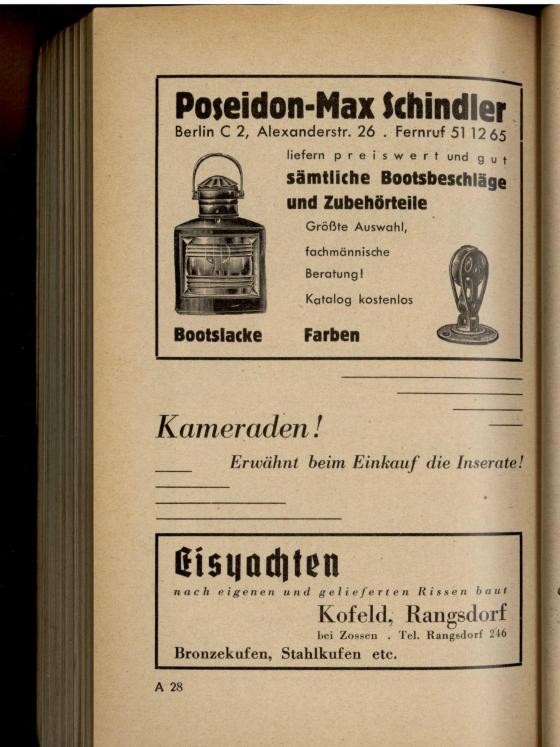 Poseidon-Max Schindler
Berlin C 2, Alexanderstr. 26 . Fernruf 51 12 65
liefern preiswert und gut
sämtliche Bootsbeschläge
und Zubehörteile
Größte Auswahl,
fachmännische
Beratung!
Katalog kostenlos
Bootslacke Farben
Kameraden!
Erwähnt beim Einkauf die Inserate!
Eisyachten
nach eigenen und gelieferten Rissen baut
Kofeld, Rangsdorf
bei Zossen . Tel. Rangsdorf 246
Bronzekufen, Stahlkufen etc.
A 28